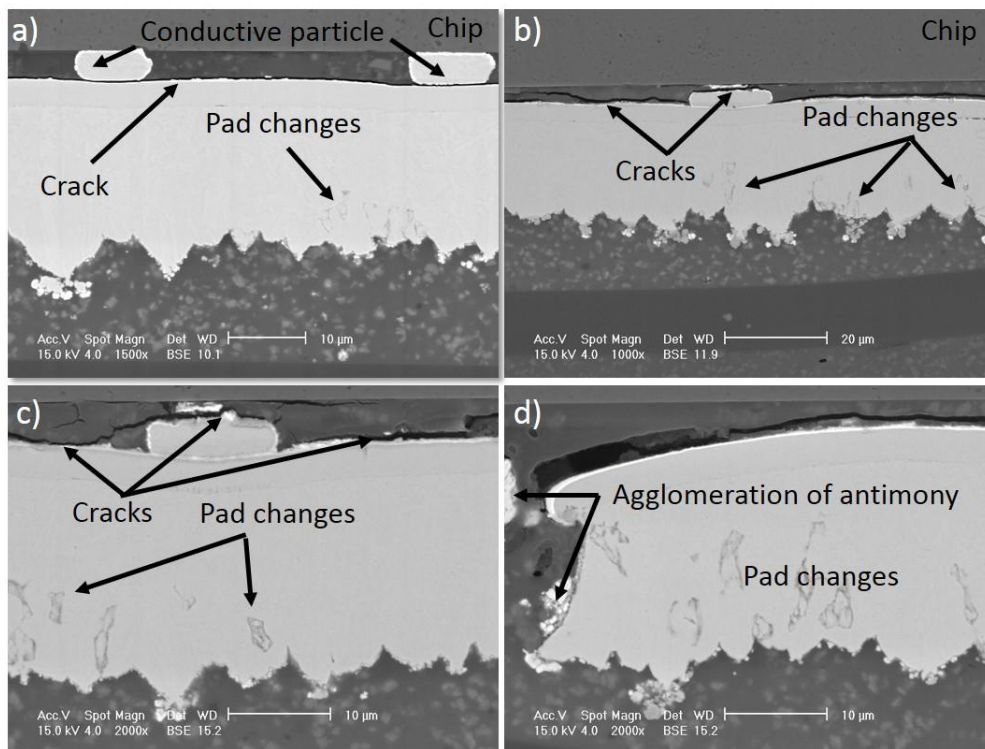 a)
Conductive particle
Chip
Pad changes
Crack
Acc.V Spot Magn Det WD
15.0 kV 4.0 1500x BSE 10.1
10 µm
b)
Chip
Pad changes
Cracks
Acc.V Spot Magn Det WD
15.0 kV 4.0 1000x BSE 11.9
20 µm
c)
Cracks
Pad changes
Acc.V Spot Magn Det WD
15.0 kV 4.0 2000x BSE 15.2
10 µm
d)
Agglomeration of antimony
Pad changes
Acc.V Spot Magn Det WD
15.0 kV 4.0 2000x BSE 15.2
10 µm